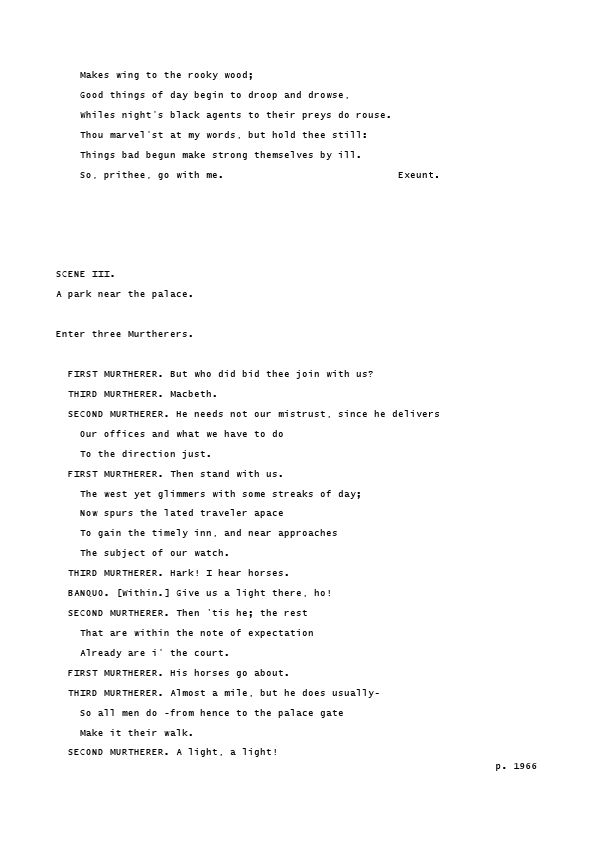 Makes wing to the rooky wood;
Good things of day begin to droop and drowse,
Whiles night's black agents to their preys do rouse.
Thou marvel'st at my words, but hold thee still:
Things bad begun make strong themselves by ill.
So, prithee, go with me. Exeunt.
SCENE III.
A park near the palace.
Enter three Murtherers.
FIRST MURTHERER. But who did bid thee join with us?
THIRD MURTHERER. Macbeth.
SECOND MURTHERER. He needs not our mistrust, since he delivers
Our offices and what we have to do
To the direction just.
FIRST MURTHERER. Then stand with us.
The west yet glimmers with some streaks of day;
Now spurs the lated traveler apace
To gain the timely inn, and near approaches
The subject of our watch.
THIRD MURTHERER. Hark! I hear horses.
BANQUO. [Within.] Give us a light there, ho!
SECOND MURTHERER. Then 'tis he; the rest
That are within the note of expectation
Already are i' the court.
FIRST MURTHERER. His horses go about.
THIRD MURTHERER. Almost a mile, but he does usually-
So all men do -from hence to the palace gate
Make it their walk.
SECOND MURTHERER. A light, a light!
p. 1966